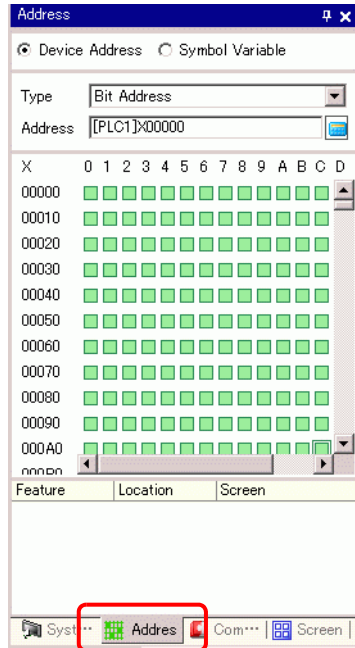 Address
Device Address Symbol Variable
Type Bit Address
Address [PLC1]X00000
X 0 1 2 3 4 5 6 7 8 9 A B C D
00000
00010
00020
00030
00040
00050
00060
00070
00080
00090
000A0
000B0
Feature Location Screen
Syst... Addres Com... Screen